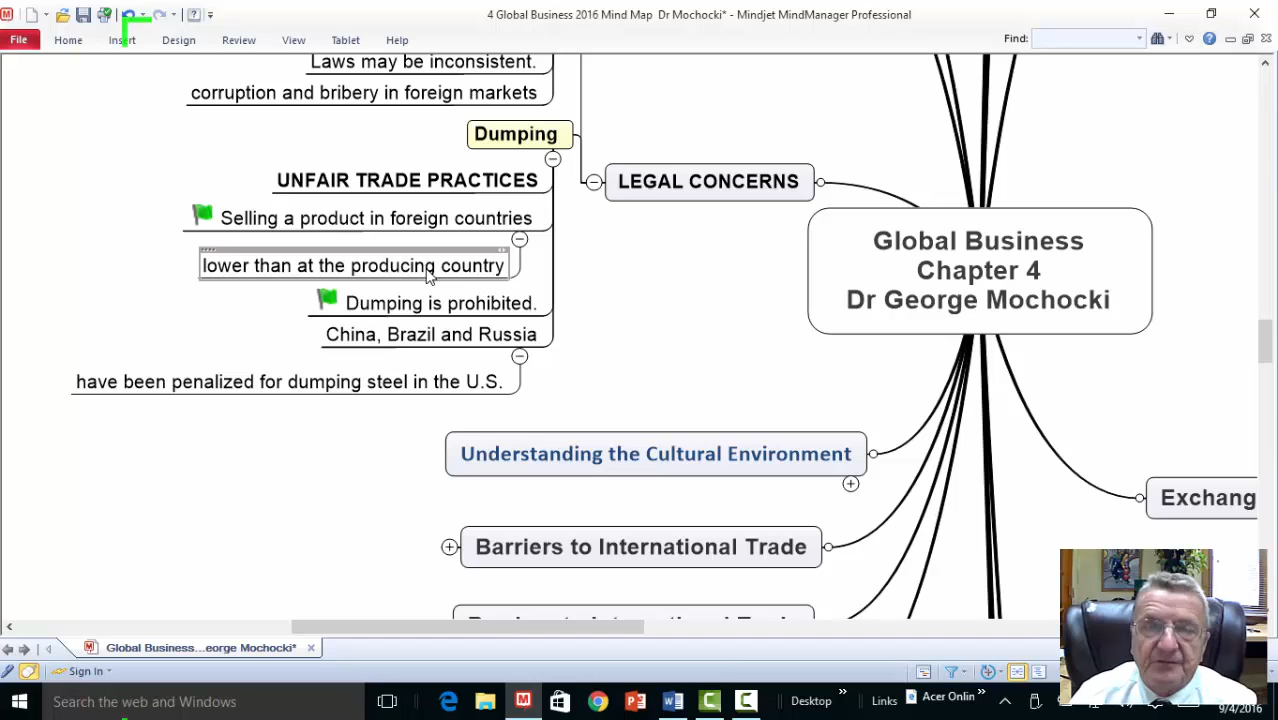 4 Global Business 2016 Mind Map Dr Mochocki* - Mindjet MindManager Professional
File Home Insert Design Review View Tablet Help Find:
Laws may be inconsistent.
corruption and bribery in foreign markets
Dumping
UNFAIR TRADE PRACTICES
Selling a product in foreign countries
lower than at the producing country
Dumping is prohibited.
China, Brazil and Russia
have been penalized for dumping steel in the U.S.
LEGAL CONCERNS
Global Business
Chapter 4
Dr George Mochocki
Understanding the Cultural Environment
Exchang
Barriers to International Trade
Global Business...eorge Mochocki*
Sign In
Search the web and Windows
Desktop
Links
Acer Onlin
9/4/2016